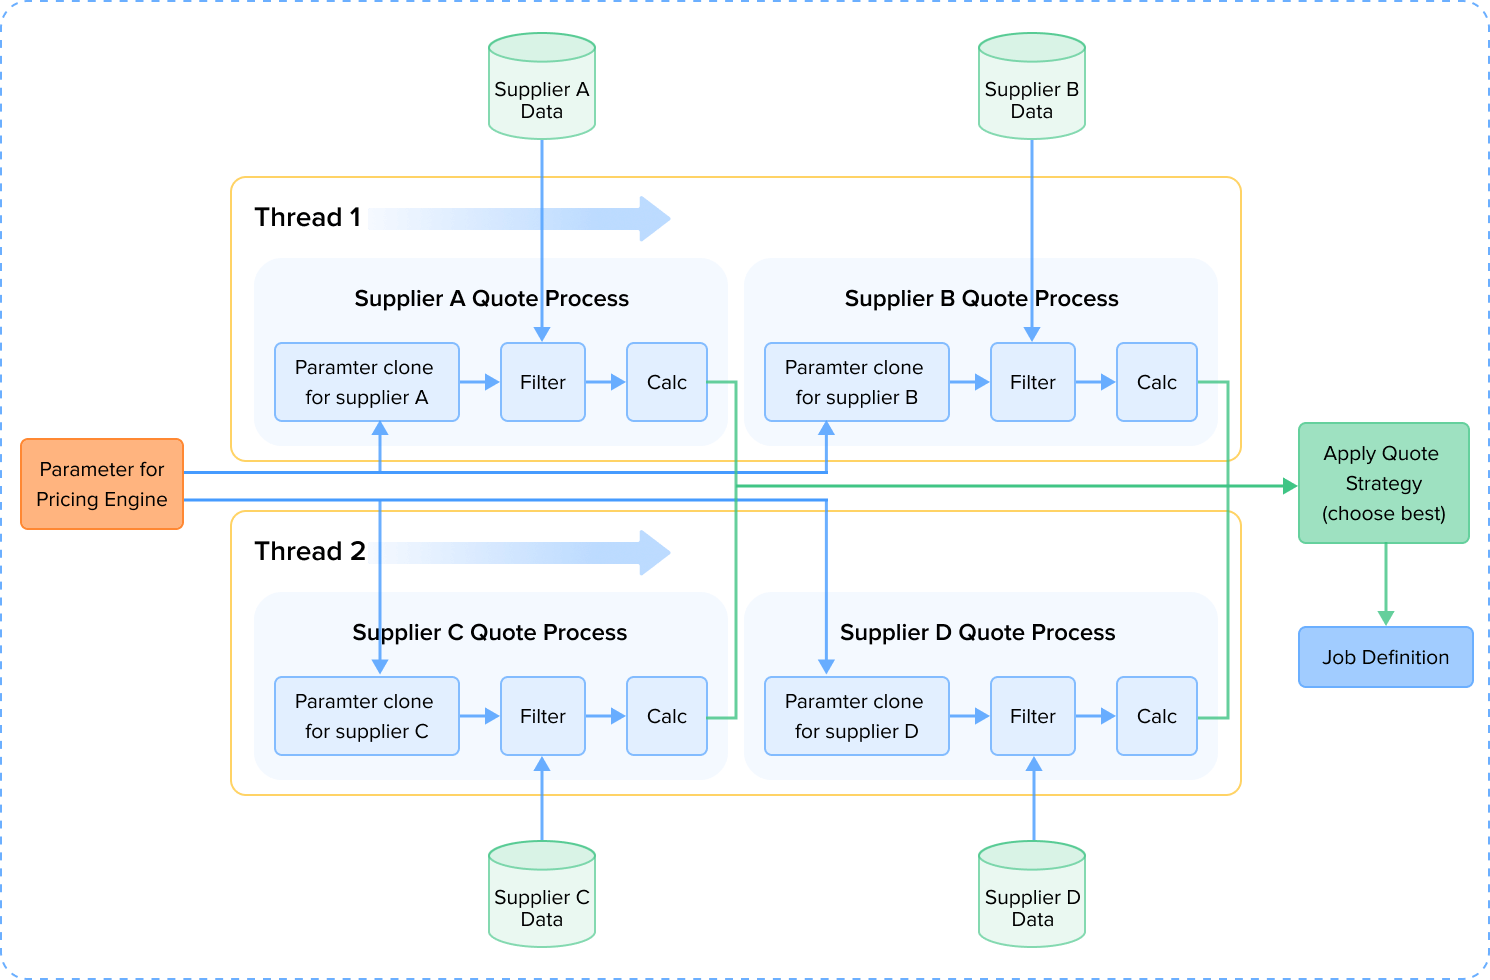 Supplier A
Data
Supplier B
Data
Thread 1
Supplier A Quote Process
Paramter clone
for supplier A
Filter
Calc
Supplier B Quote Process
Paramter clone
for supplier B
Filter
Calc
Parameter for
Pricing Engine
Apply Quote
Strategy
(choose best)
Job Definition
Thread 2
Supplier C Quote Process
Paramter clone
for supplier C
Filter
Calc
Supplier D Quote Process
Paramter clone
for supplier D
Filter
Calc
Supplier C
Data
Supplier D
Data